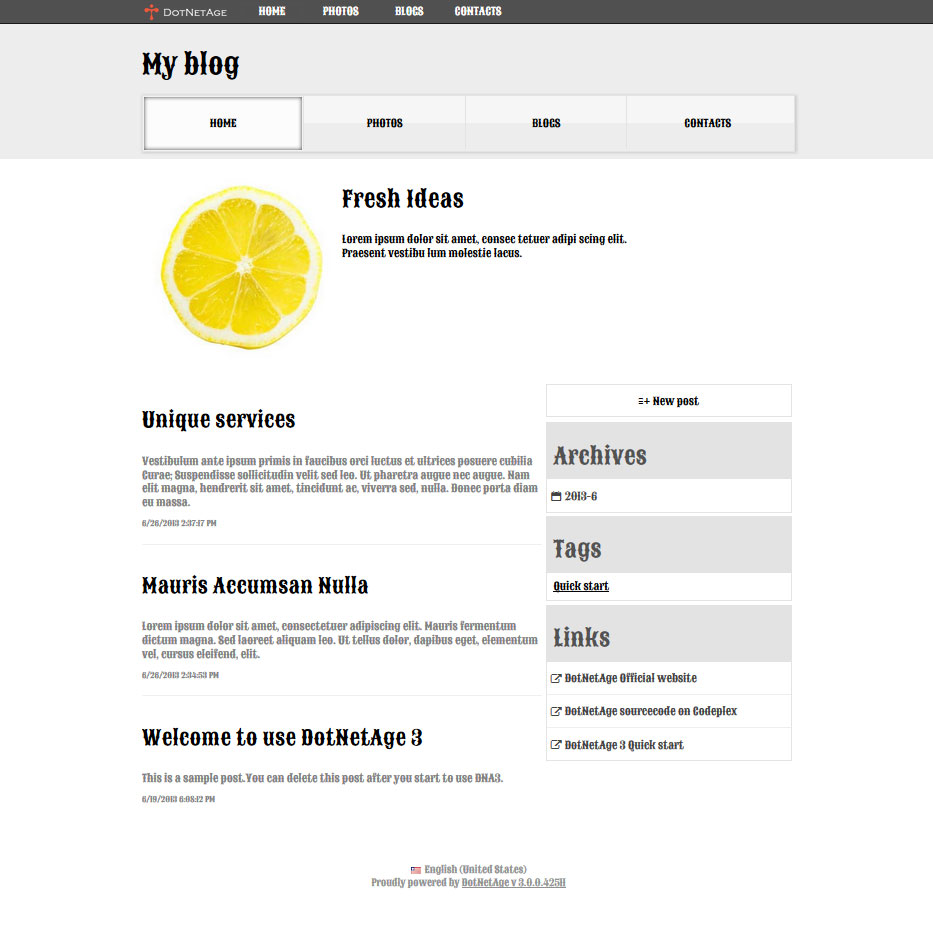 DotNetAge HOME PHOTOS BLOGS CONTACTS
My blog
HOME PHOTOS BLOGS CONTACTS
Fresh Ideas
Lorem ipsum dolor sit amet, consec tetuer adipi scing elit.
Praesent vestibu lum molestie lacus.
Unique services
Vestibulum ante ipsum primis in faucibus orci luctus et ultrices posuere cubilia
Curae; Suspendisse sollicitudin velit sed leo. Ut pharetra augue nec augue. Nam
elit magna, hendrerit sit amet, tincidunt ac, viverra sed, nulla. Donec porta diam
eu massa.
6/26/2013 2:37:17 PM
Mauris Accumsan Nulla
Lorem ipsum dolor sit amet, consectetuer adipiscing elit. Mauris fermentum
dictum magna. Sed laoreet aliquam leo. Ut tellus dolor, dapibus eget, elementum
vel, cursus eleifend, elit.
6/26/2013 2:34:53 PM
Welcome to use DotNetAge 3
This is a sample post.You can delete this post after you start to use DNA3.
6/19/2013 6:08:12 PM
New post
Archives
2013-6
Tags
Quick start
Links
DotNetAge Official website
DotNetAge sourcecode on Codeplex
DotNetAge 3 Quick start
English (United States)
Proudly powered by DotNetAge v 3.0.0.42511